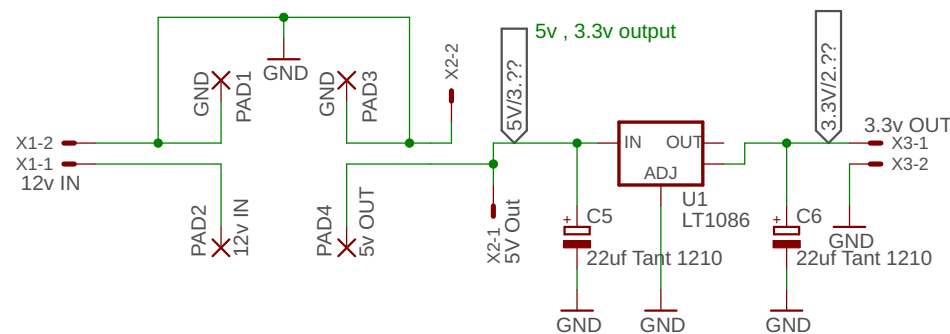 5v , 3.3v output
GND
GND
PAD1
GND
PAD3
X2-2
5V/3.??
3.3V/2.??
X1-2
X1-1
12v IN
3.3v OUT
X3-1
X3-2
IN
OUT
ADJ
U1
LT1086
PAD2
12v IN
PAD4
5v OUT
X2-1
5V Out
+
C5
22uf Tant 1210
+
C6
22uf Tant 1210
GND
GND
GND
GND